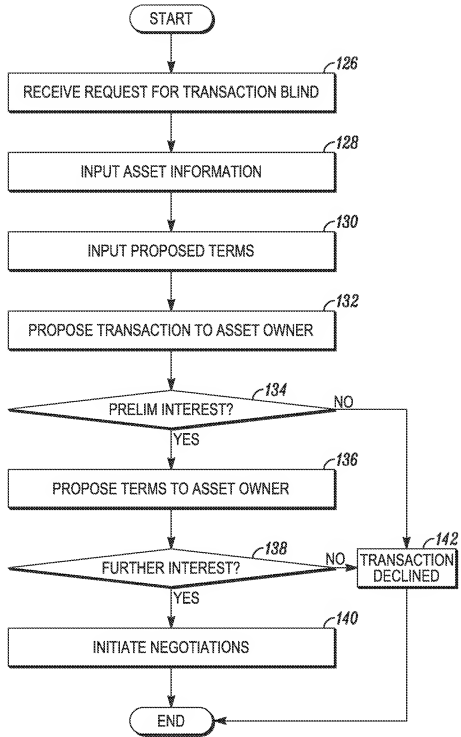 START
126
RECEIVE REQUEST FOR TRANSACTION BLIND
128
INPUT ASSET INFORMATION
130
INPUT PROPOSED TERMS
132
PROPOSE TRANSACTION TO ASSET OWNER
134
PRELIM INTEREST?
NO
YES
136
PROPOSE TERMS TO ASSET OWNER
138
FURTHER INTEREST?
NO
142
TRANSACTION
DECLINED
YES
140
INITIATE NEGOTIATIONS
END